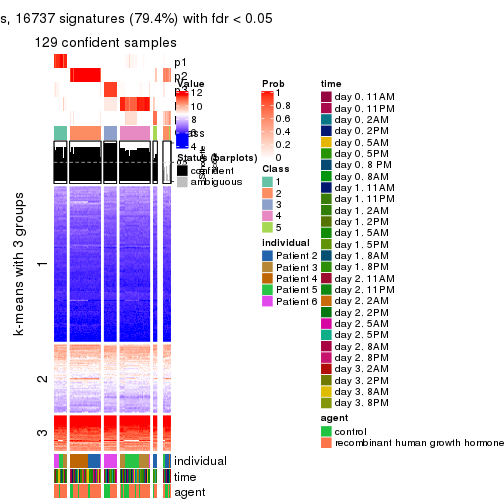 s, 16737 signatures (79.4%) with fdr < 0.05
129 confident samples
p1
p2
Value
12
10
8
6
4
Class
Status (barplots)
confident
ambiguous
k-means with 3 groups
1
2
3
individual
time
agent
Prob
1
0.8
0.6
0.4
0.2
0
Class
1
2
3
4
5
individual
Patient 2
Patient 3
Patient 4
Patient 5
Patient 6
time
day 0. 11AM
day 0. 11PM
day 0. 2AM
day 0. 2PM
day 0. 5AM
day 0. 5PM
day 0. 8 PM
day 0. 8AM
day 1. 11AM
day 1. 11PM
day 1. 2AM
day 1. 2PM
day 1. 5AM
day 1. 5PM
day 1. 8AM
day 1. 8PM
day 2. 11AM
day 2. 11PM
day 2. 2AM
day 2. 2PM
day 2. 5AM
day 2. 5PM
day 2. 8AM
day 2. 8PM
day 3. 2AM
day 3. 2PM
day 3. 8AM
day 3. 8PM
agent
control
recombinant human growth hormone